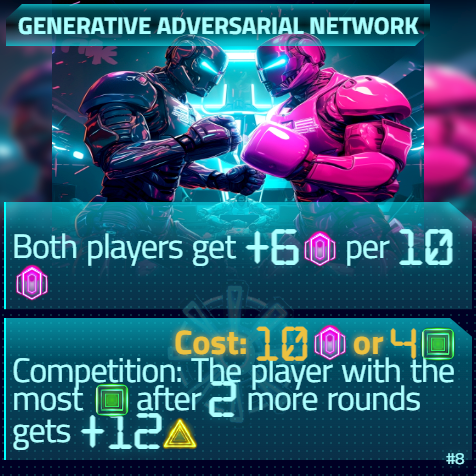 GENERATIVE ADVERSARIAL NETWORK
Both players get +6 per 10
Cost: 10 or 4
Competition: The player with the
most after 2 more rounds
gets +12
#8